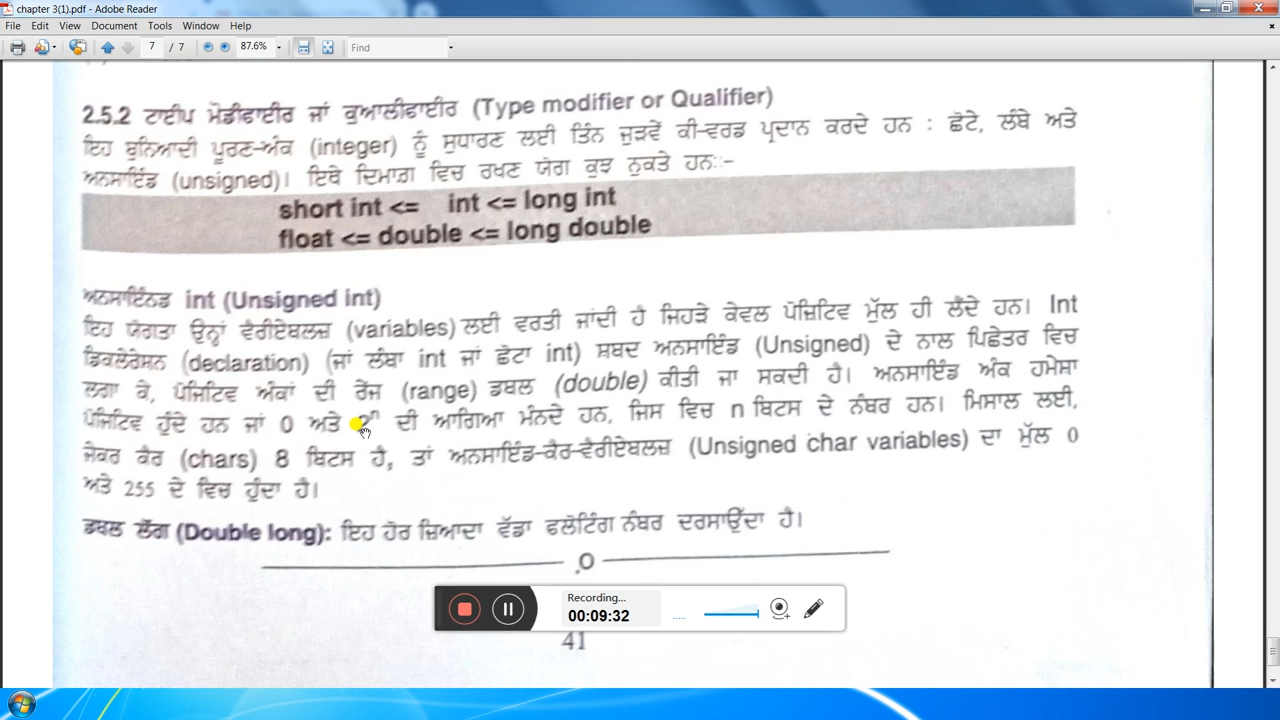 chapter 3(1).pdf - Adobe Reader
File Edit View Document Tools Window Help
7 / 7 87.6% Find
2.5.2 ਟਾਈਪ ਮੋਡੀਫਾਈਰ ਜਾਂ ਕੁਆਲੀਫਾਈਰ (Type modifier or Qualifier)
ਇਹ ਬੁਨਿਆਦੀ ਪੂਰਣ-ਅੰਕ (integer) ਨੂੰ ਸੁਧਾਰਣ ਲਈ ਤਿੰਨ ਜੁੜਵੇਂ ਕੀ-ਵਰਡ ਪ੍ਰਦਾਨ ਕਰਦੇ ਹਨ : ਛੋਟੇ, ਲੰਬੇ ਅਤੇ
ਅਨਸਾਇੰਡ (unsigned)। ਇਥੇ ਦਿਮਾਗ਼ ਵਿਚ ਰਖਣ ਯੋਗ ਕੁਝ ਨੁਕਤੇ ਹਨ:-
short int <= int <= long int
float <= double <= long double
ਅਨਸਾਇੰਨਡ int (Unsigned int)
ਇਹ ਯੋਗਤਾ ਉਨ੍ਹਾਂ ਵੈਰੀਏਬਲਜ਼ (variables) ਲਈ ਵਰਤੀ ਜਾਂਦੀ ਹੈ ਜਿਹੜੇ ਕੇਵਲ ਪੋਜ਼ਿਟਿਵ ਮੁੱਲ ਹੀ ਲੈਂਦੇ ਹਨ। Int
ਡਿਕਲੇਰੇਸ਼ਨ (declaration) (ਜਾਂ ਲੰਬਾ int ਜਾਂ ਛੋਟਾ int) ਸ਼ਬਦ ਅਨਸਾਇੰਡ (Unsigned) ਦੇ ਨਾਲ ਪਿਛੇਤਰ ਵਿਚ
ਲਗਾ ਕੇ, ਪੋਜ਼ਿਟਿਵ ਅੰਕਾਂ ਦੀ ਰੇਂਜ (range) ਡਬਲ (double) ਕੀਤੀ ਜਾ ਸਕਦੀ ਹੈ। ਅਨਸਾਇੰਡ ਅੰਕ ਹਮੇਸ਼ਾ
ਪੋਜ਼ਿਟਿਵ ਹੁੰਦੇ ਹਨ ਜਾਂ 0 ਅਤੇ 2ⁿ ਦੀ ਆਗਿਆ ਮੰਨਦੇ ਹਨ, ਜਿਸ ਵਿਚ n ਬਿਟਸ ਦੇ ਨੰਬਰ ਹਨ। ਮਿਸਾਲ ਲਈ,
ਜੇਕਰ ਕੈਰ (chars) 8 ਬਿਟਸ ਹੈ, ਤਾਂ ਅਨਸਾਇੰਡ-ਕੈਰ-ਵੈਰੀਏਬਲਜ਼ (Unsigned char variables) ਦਾ ਮੁੱਲ 0
ਅਤੇ 255 ਦੇ ਵਿਚ ਹੁੰਦਾ ਹੈ।
ਡਬਲ ਲੌਂਗ (Double long): ਇਹ ਹੋਰ ਜ਼ਿਆਦਾ ਵੱਡਾ ਫਲੋਟਿੰਗ ਨੰਬਰ ਦਰਸਾਉਂਦਾ ਹੈ।
O
Recording...
00:09:32
41